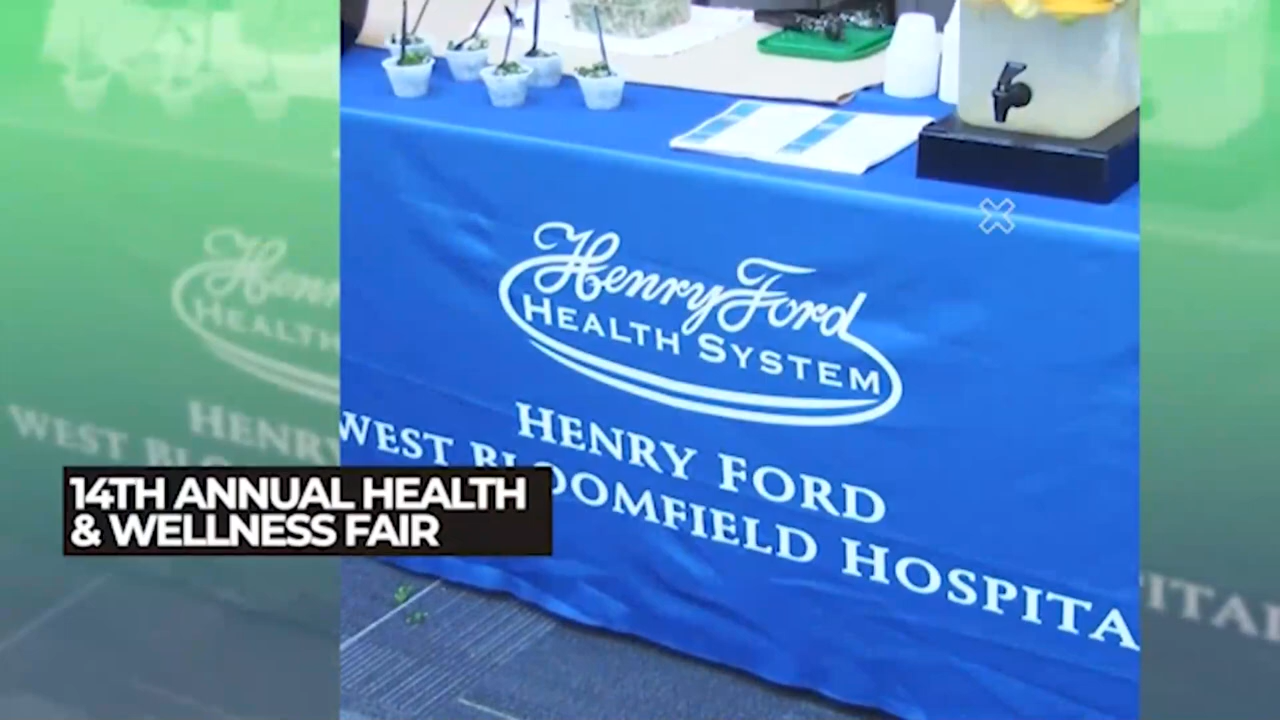 Henry Ford
HEALTH SYSTEM
HENRY FORD
WEST BLOOMFIELD HOSPITA
14TH ANNUAL HEALTH
& WELLNESS FAIR